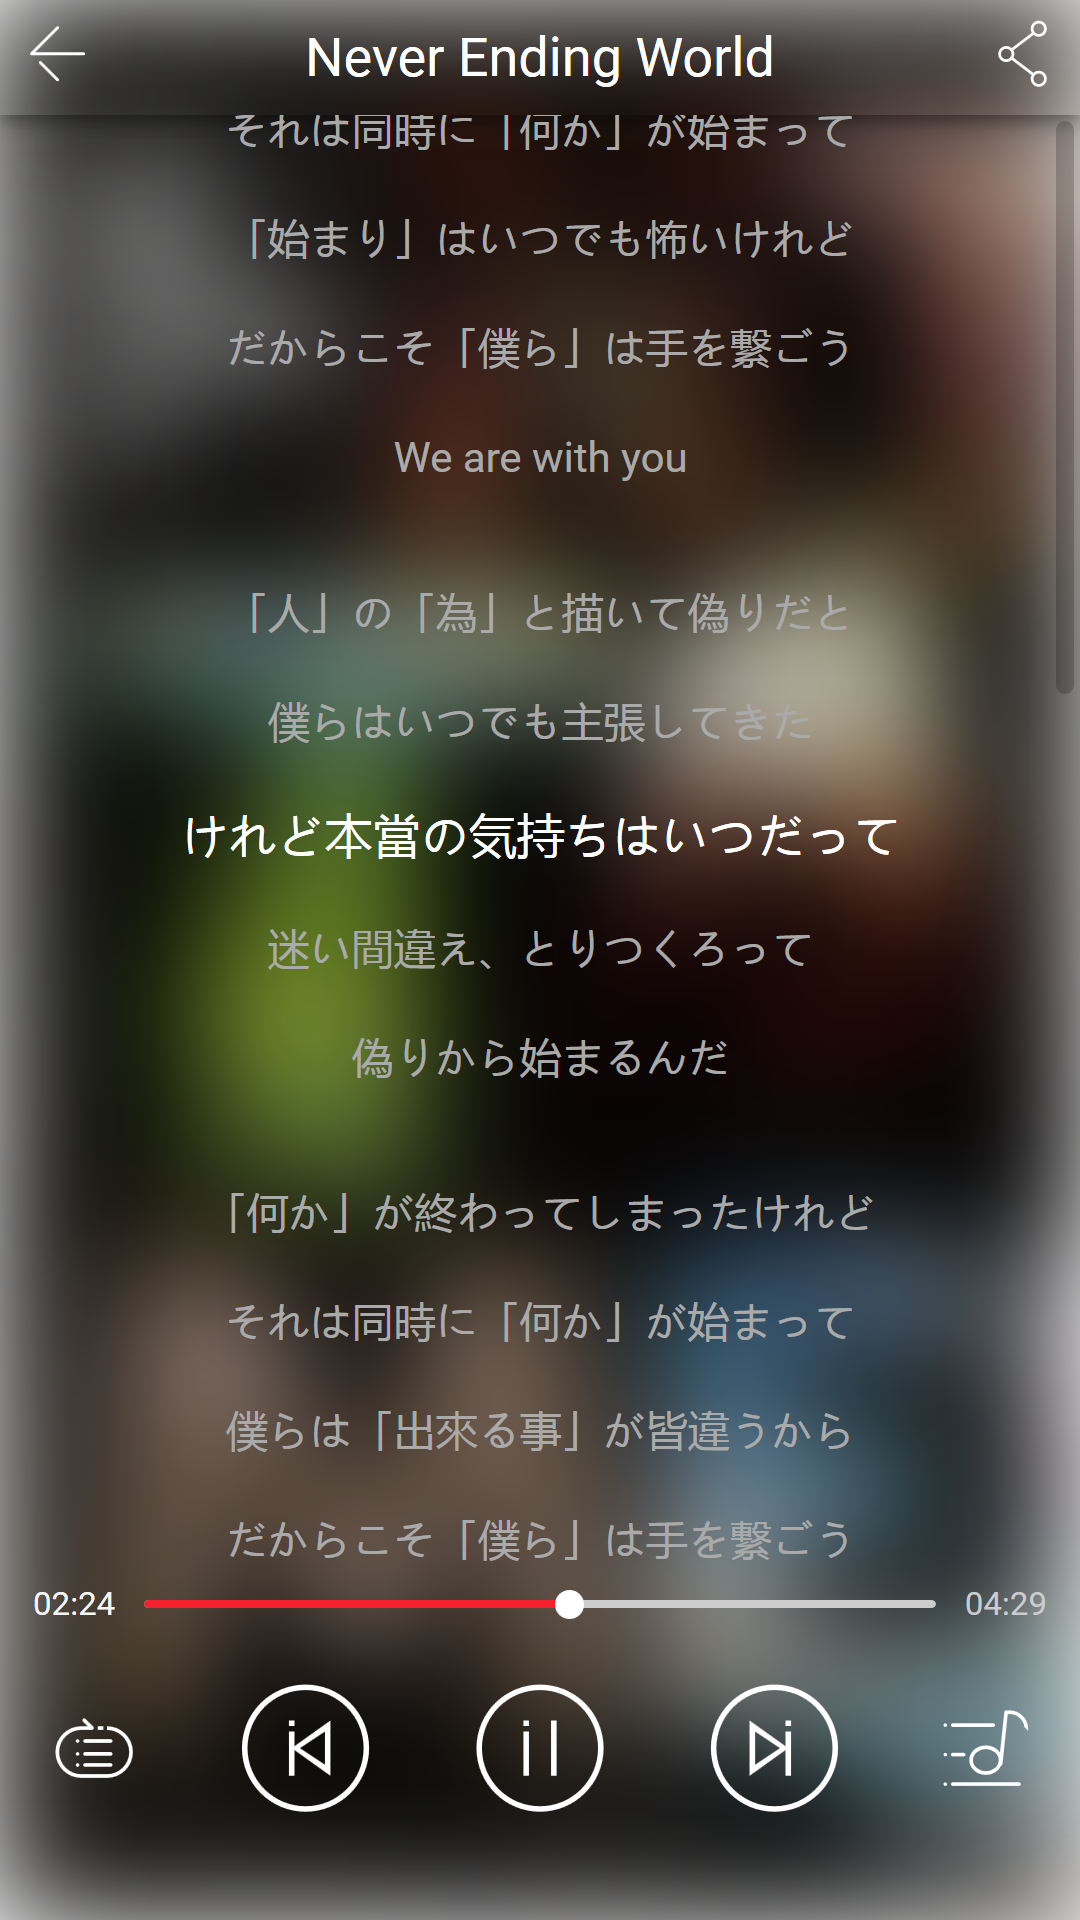 Never Ending World
それは同時に「何か」が始まって
「始まり」はいつでも怖いけれど
だからこそ「僕ら」は手を繋ごう
We are with you
「人」の「為」と描いて偽りだと
僕らはいつでも主張してきた
けれど本當の気持ちはいつだって
迷い間違え、とりつくろって
偽りから始まるんだ
「何か」が終わってしまったけれど
それは同時に「何か」が始まって
僕らは「出來る事」が皆違うから
だからこそ「僕ら」は手を繋ごう
02:24
04:29